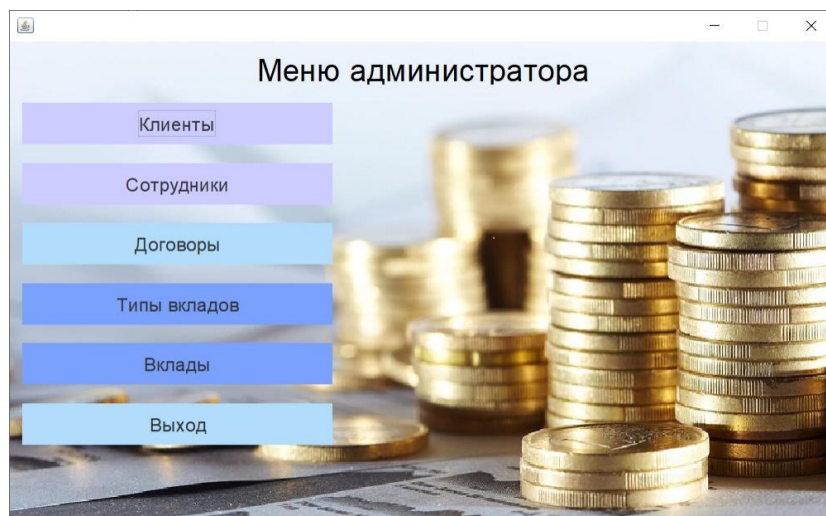 Меню администратора
Клиенты
Сотрудники
Договоры
Типы вкладов
Вклады
Выход